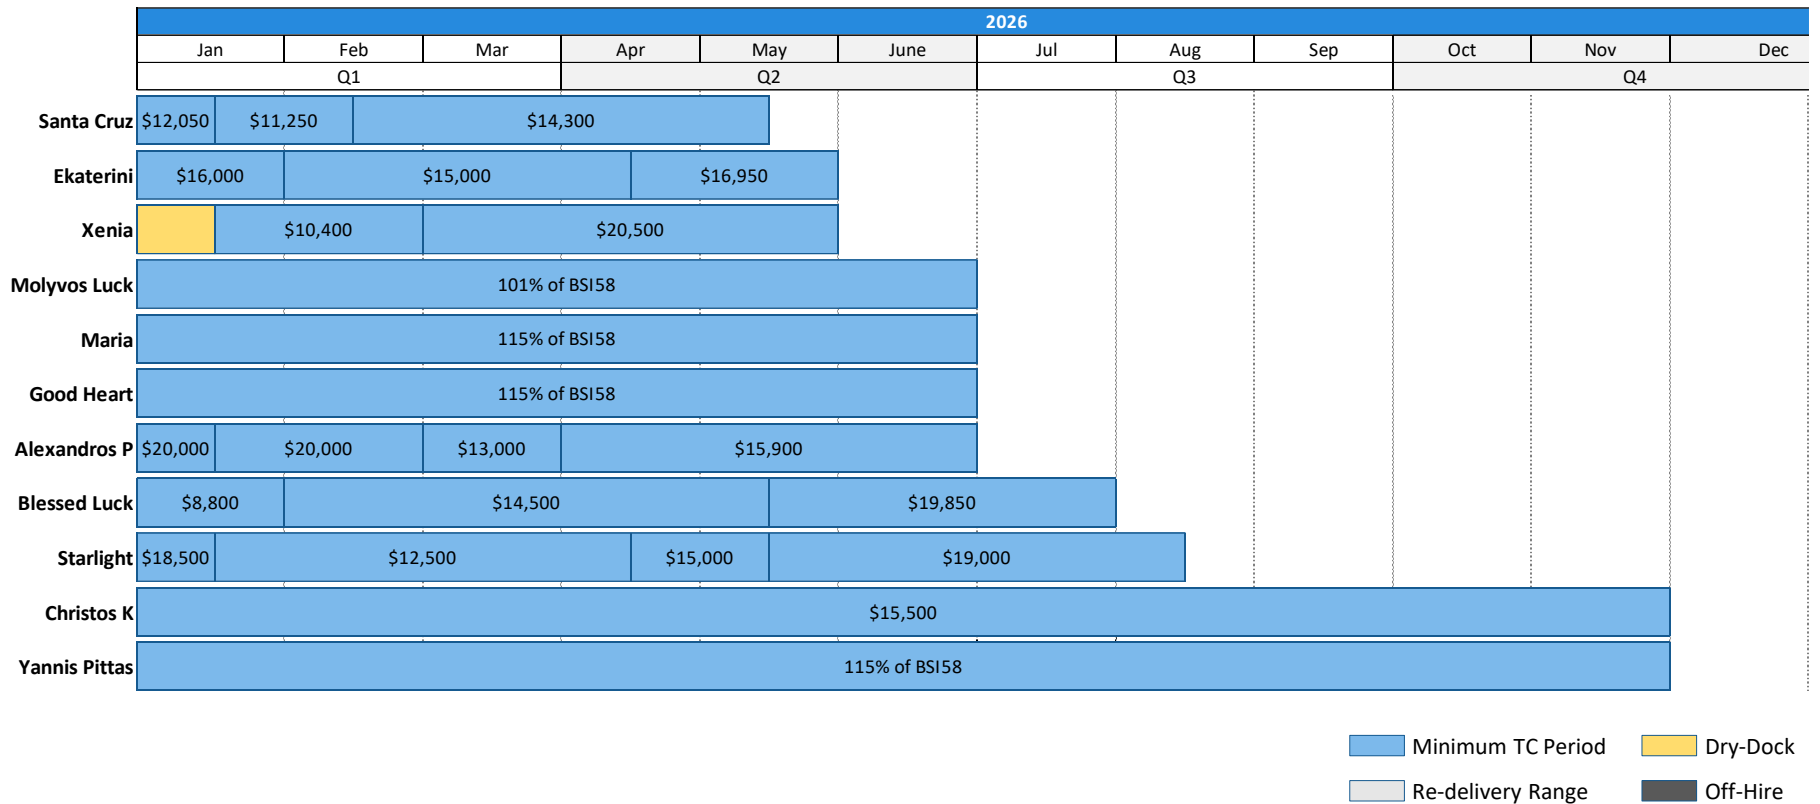 2026
Jan Feb Mar Apr May June Jul Aug Sep Oct Nov Dec
Q1 Q2 Q3 Q4
Santa Cruz $12,050 $11,250 $14,300
Ekaterini $16,000 $15,000 $16,950
Xenia $10,400 $20,500
Molyvos Luck 101% of BSI58
Maria 115% of BSI58
Good Heart 115% of BSI58
Alexandros P $20,000 $20,000 $13,000 $15,900
Blessed Luck $8,800 $14,500 $19,850
Starlight $18,500 $12,500 $15,000 $19,000
Christos K $15,500
Yannis Pittas 115% of BSI58
Minimum TC Period Dry-Dock
Re-delivery Range Off-Hire